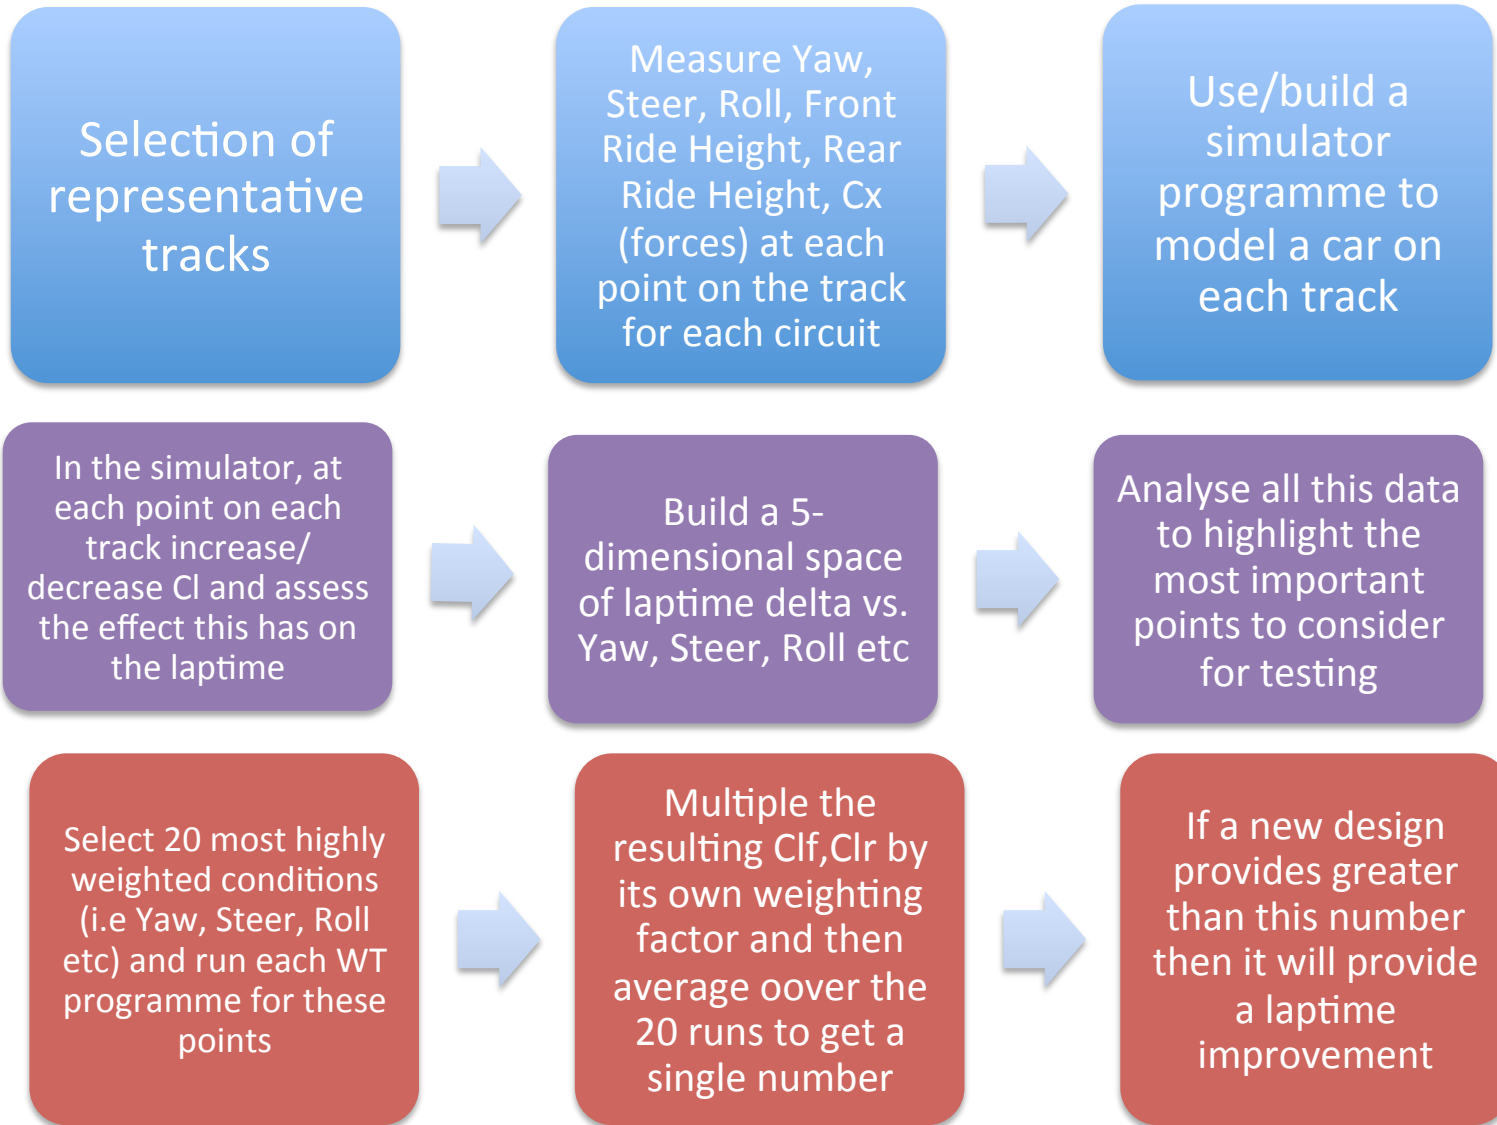 Selection of
representative
tracks
Measure Yaw,
Steer, Roll, Front
Ride Height, Rear
Ride Height, Cx
(forces) at each
point on the track
for each circuit
Use/build a
simulator
programme to
model a car on
each track
In the simulator, at
each point on each
track increase/
decrease Cl and assess
the effect this has on
the laptime
Build a 5-
dimensional space
of laptime delta vs.
Yaw, Steer, Roll etc
Analyse all this data
to highlight the
most important
points to consider
for testing
Select 20 most highly
weighted conditions
(i.e Yaw, Steer, Roll
etc) and run each WT
programme for these
points
Multiple the
resulting Clf,Clr by
its own weighting
factor and then
average oover the
20 runs to get a
single number
If a new design
provides greater
than this number
then it will provide
a laptime
improvement